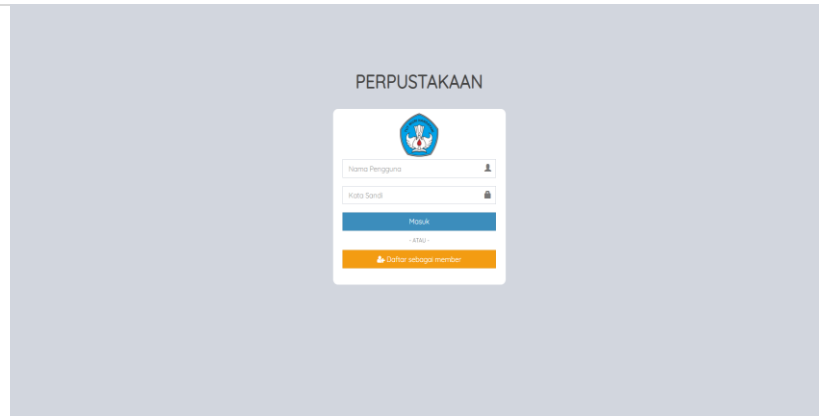 PERPUSTAKAAN
Nama Pengguna
Kata Sandi
Masuk
- ATAU -
Daftar sebagai member